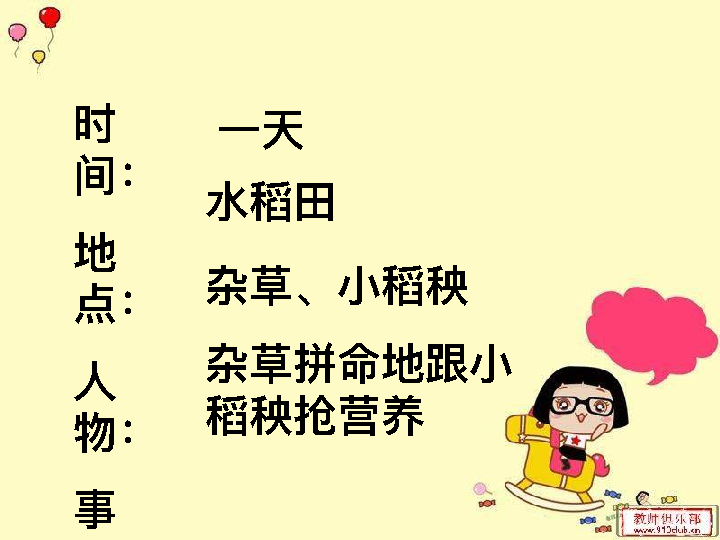 时
间：
一天
水稻田
地
点：
杂草、小稻秧
人
物：
杂草拼命地跟小
稻秧抢营养
事
教师俱乐部
www.910club.cn